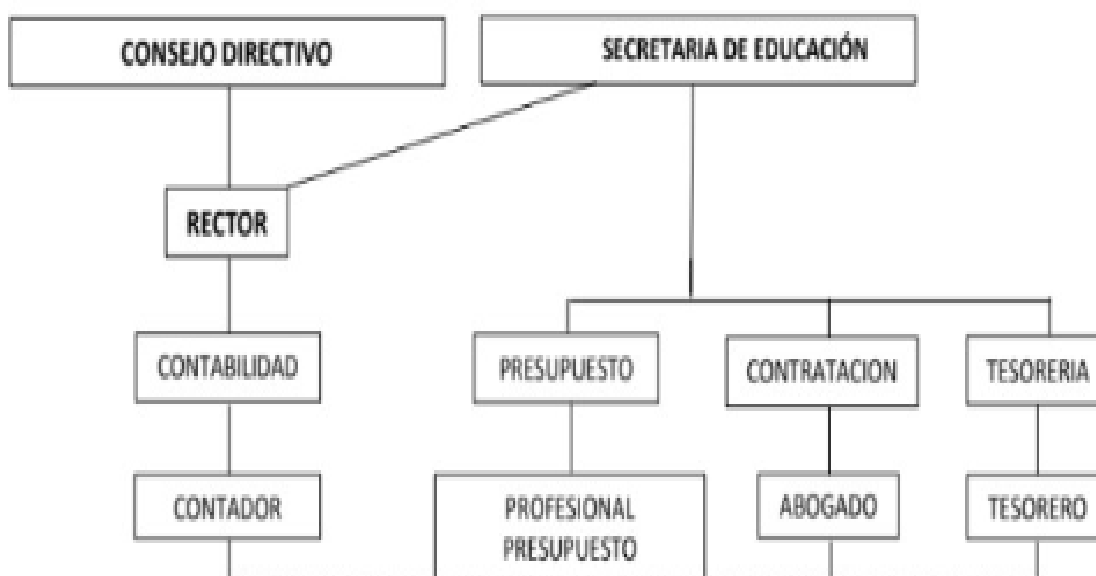 CONSEJO DIRECTIVO
SECRETARIA DE EDUCACIÓN
RECTOR
CONTABILIDAD
PRESUPUESTO
CONTRATACION
TESORERIA
CONTADOR
PROFESIONAL
PRESUPUESTO
ABOGADO
TESORERO